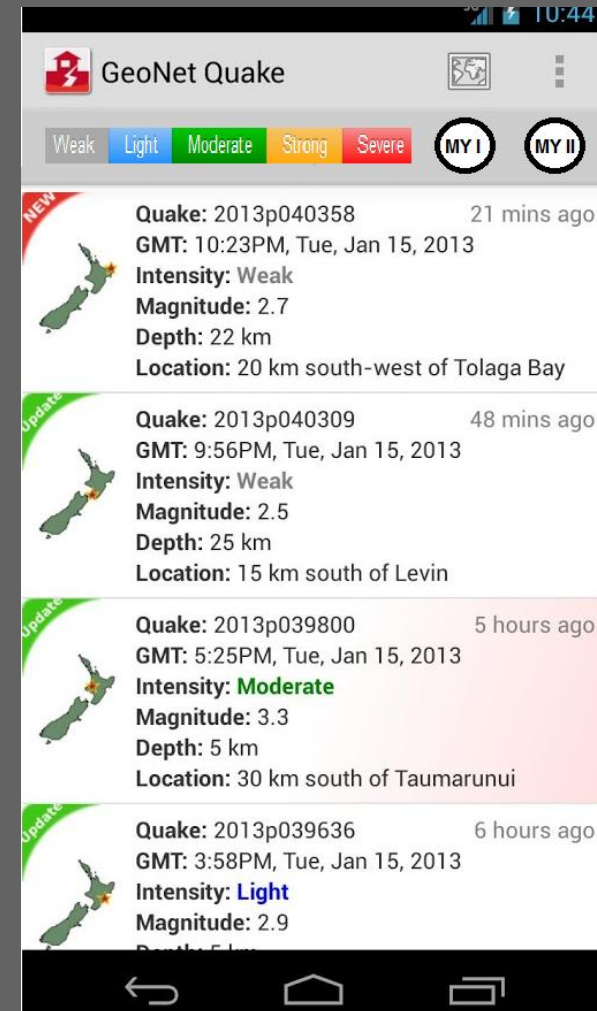 10:44
GeoNet Quake
Weak Light Moderate Strong Severe MY I MY II
NEW
Quake: 2013p040358 21 mins ago
GMT: 10:23PM, Tue, Jan 15, 2013
Intensity: Weak
Magnitude: 2.7
Depth: 22 km
Location: 20 km south-west of Tolaga Bay
Update
Quake: 2013p040309 48 mins ago
GMT: 9:56PM, Tue, Jan 15, 2013
Intensity: Weak
Magnitude: 2.5
Depth: 25 km
Location: 15 km south of Levin
Update
Quake: 2013p039800 5 hours ago
GMT: 5:25PM, Tue, Jan 15, 2013
Intensity: Moderate
Magnitude: 3.3
Depth: 5 km
Location: 30 km south of Taumarunui
Update
Quake: 2013p039636 6 hours ago
GMT: 3:58PM, Tue, Jan 15, 2013
Intensity: Light
Magnitude: 2.9